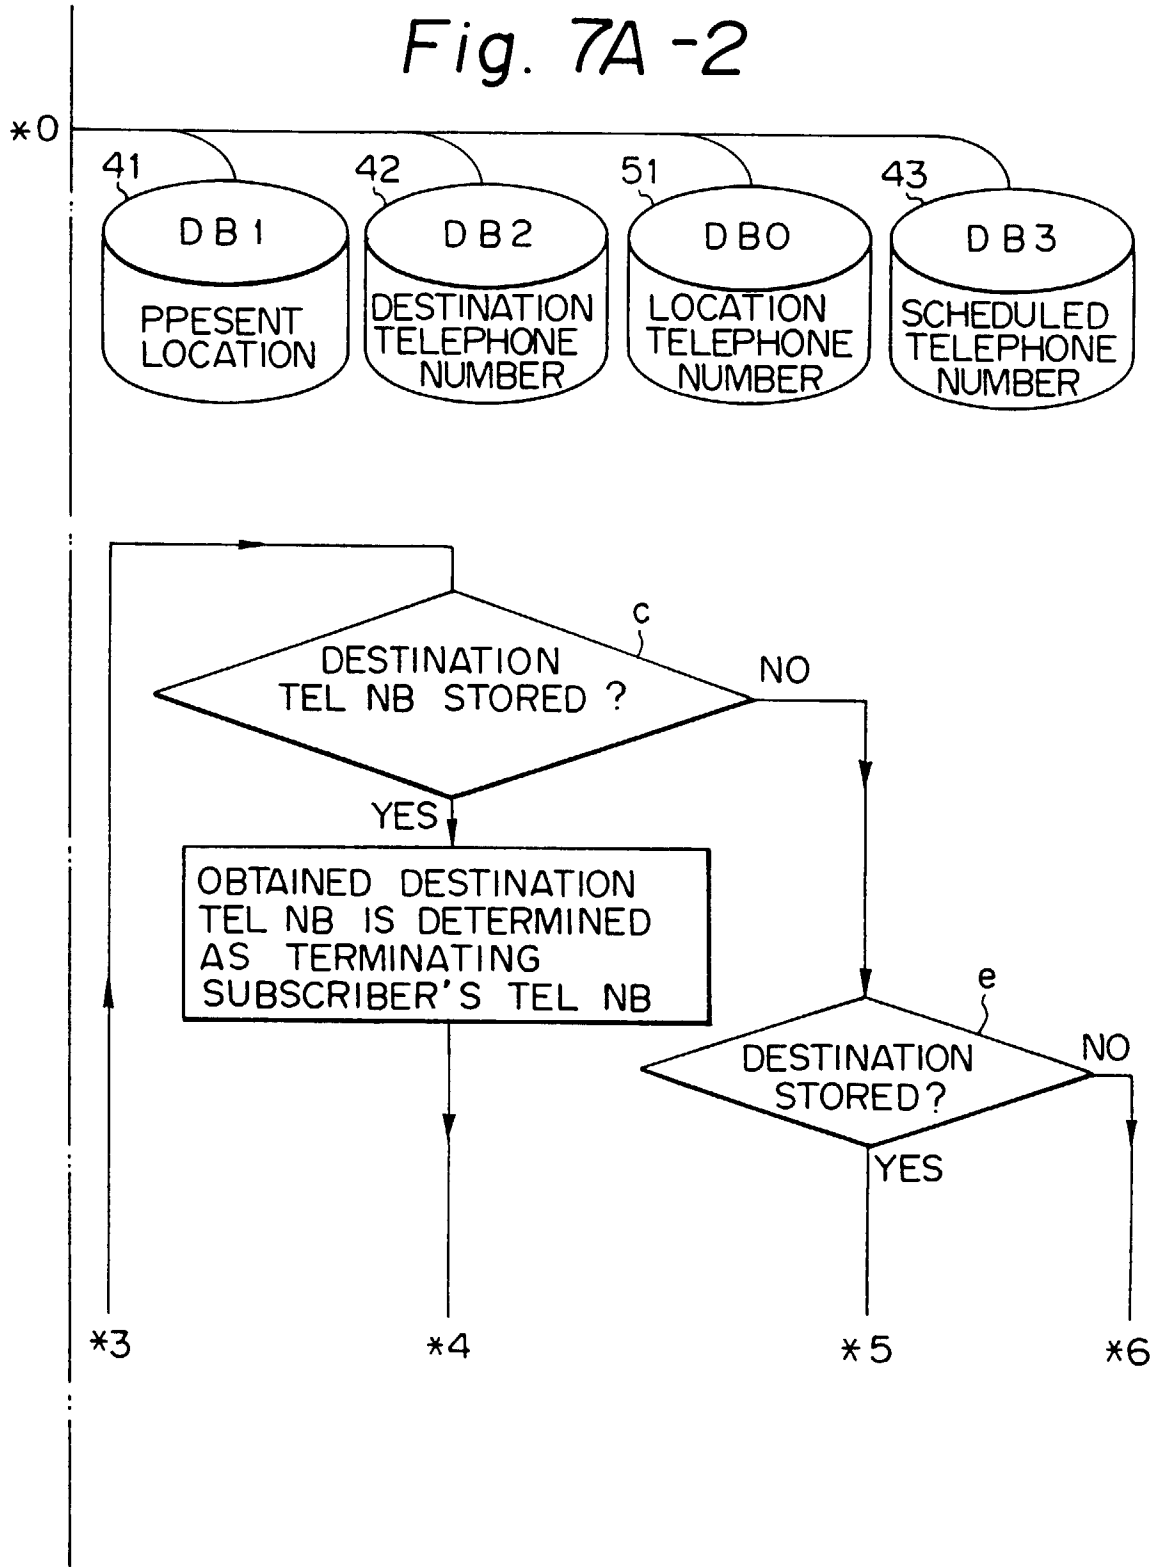 Fig. 7A-2
*0
41
42
51
43
DB1
DB2
DB0
DB3
PPESENT
LOCATION
DESTINATION
TELEPHONE
NUMBER
LOCATION
TELEPHONE
NUMBER
SCHEDULED
TELEPHONE
NUMBER
c
DESTINATION
TEL NB STORED ?
NO
YES
OBTAINED DESTINATION
TEL NB IS DETERMINED
AS TERMINATING
SUBSCRIBER'S TEL NB
e
DESTINATION
STORED?
NO
YES
*3
*4
*5
*6